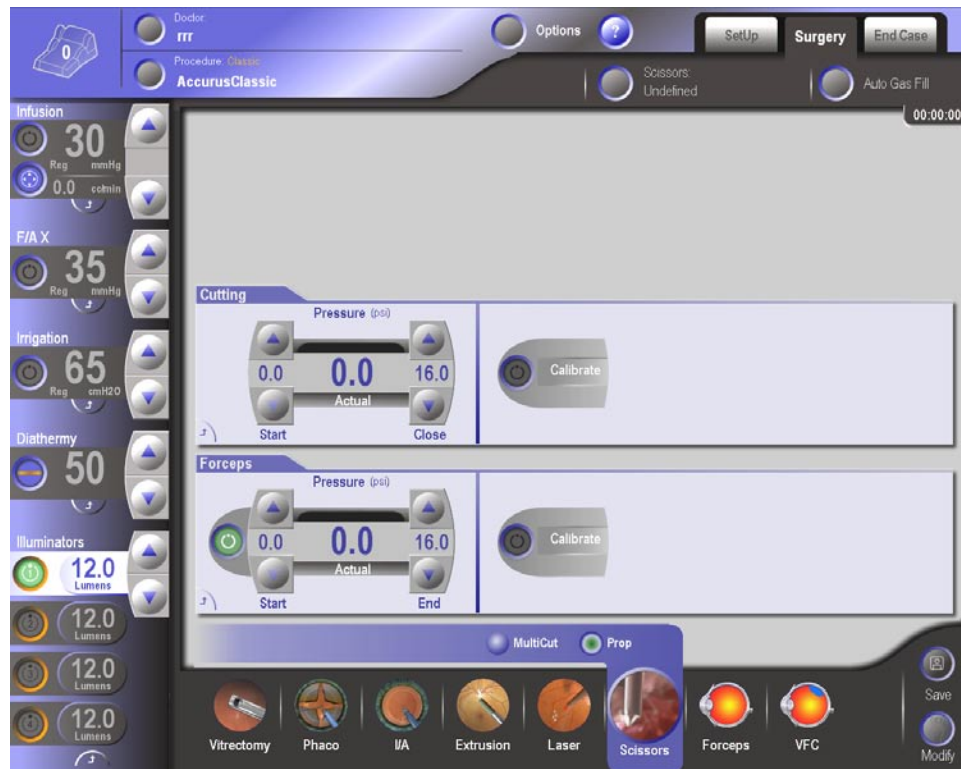 0
Doctor:
rrr
Procedure: Classic
AccurusClassic
Options
?
SetUp
Surgery
End Case
Scissors:
Undefined
Auto Gas Fill
00:00:00
Infusion
30
Reg mmHg
0.0 cc/min
F/A X
35
Reg mmHg
Irrigation
65
Reg cmH2O
Diathermy
50
Illuminators
1
12.0
Lumens
2
12.0
Lumens
3
12.0
Lumens
4
12.0
Lumens
Cutting
Pressure (psi)
0.0 0.0 16.0
Actual
Start Close
Calibrate
Forceps
Pressure (psi)
0.0 0.0 16.0
Actual
Start End
Calibrate
MultiCut Prop
Vitrectomy Phaco I/A Extrusion Laser Scissors Forceps VFC
Save
Modify